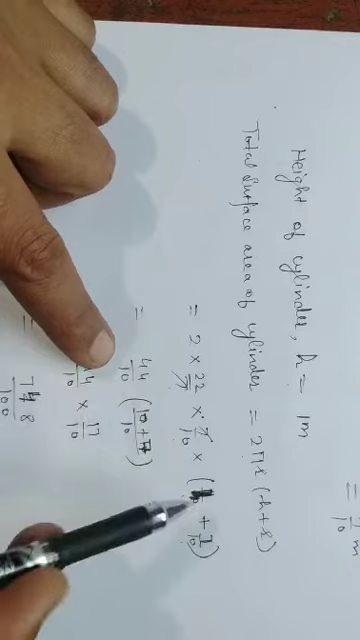 = 7/10 m
Height of cylinder, h = 1m
Total surface area of cylinder = 2πr(h+r)
= 2 × 22/7 × 7/10 × ( + 7/10)
= 44/10 (10+7/10)
44/10 × 17/10
= 748/100